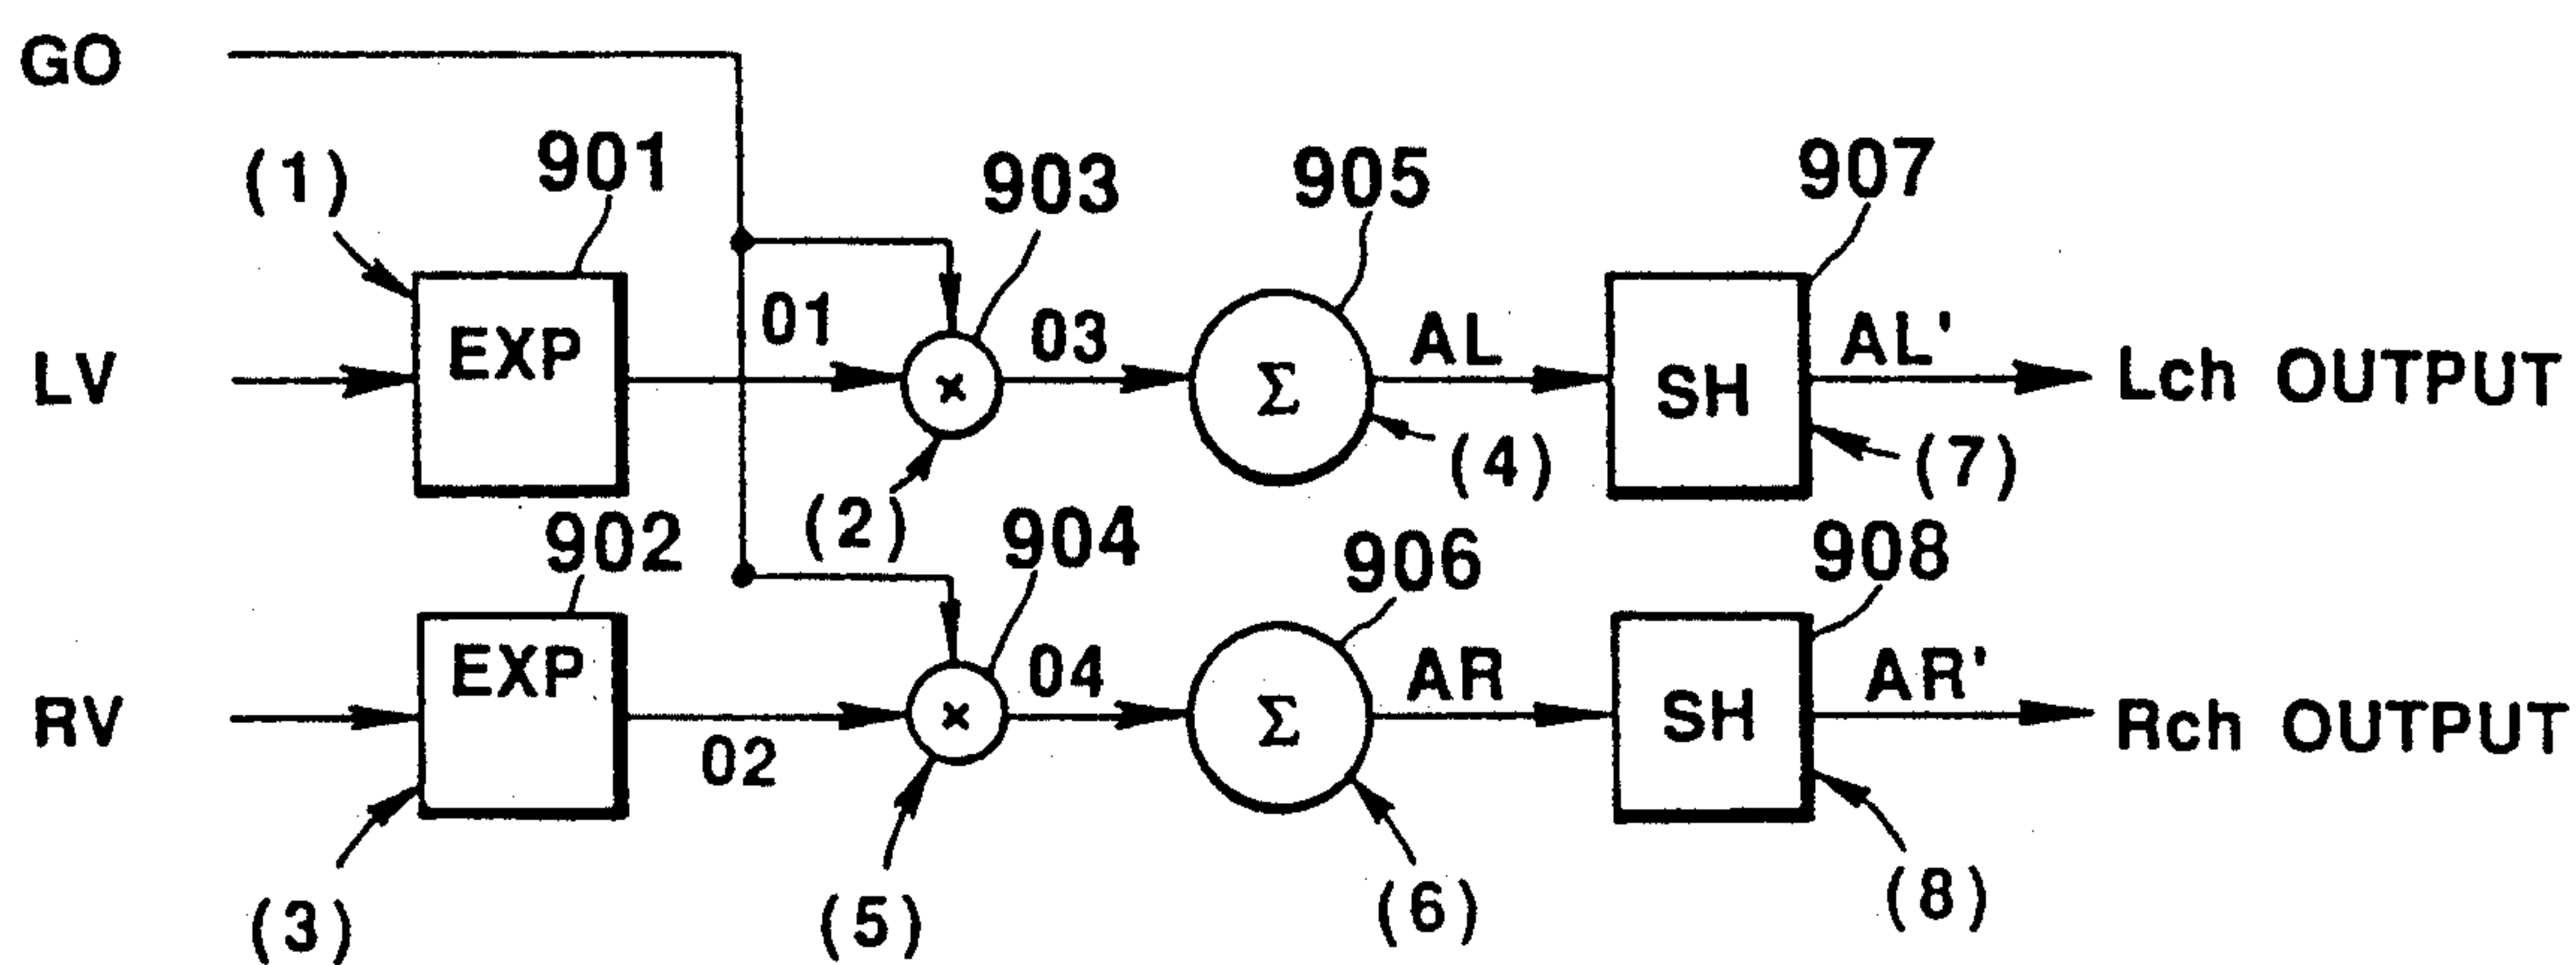 GO
(1)
901
903
905
907
01
03
AL
AL'
LV
EXP
×
Σ
SH
Lch OUTPUT
(4)
(7)
(2)
902
904
906
908
EXP
04
AR
AR'
RV
02
×
Σ
SH
Rch OUTPUT
(3)
(5)
(6)
(8)